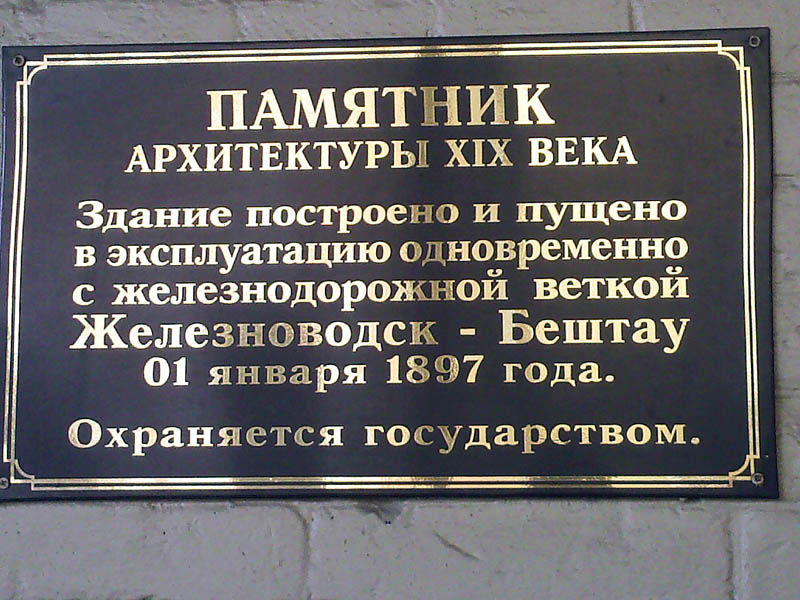 ПАМЯТНИК
АРХИТЕКТУРЫ XIX ВЕКА
Здание построено и пущено
в эксплуатацию одновременно
с железнодорожной веткой
Железноводск - Бештау
01 января 1897 года.
Охраняется государством.